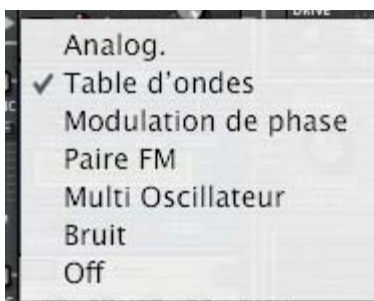 DRIVE
Analog.
✓ Table d'ondes
Modulation de phase
Paire FM
Multi Oscillateur
Bruit
Off